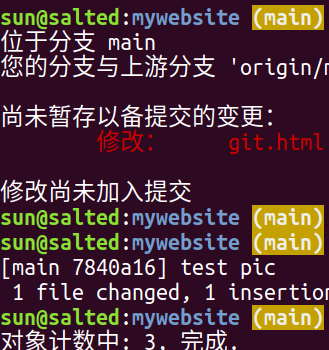 sun@salted:mywebsite (main)
位于分支 main
您的分支与上游分支 'origin/m
尚未暂存以备提交的变更：
修改： git.html
修改尚未加入提交
sun@salted:mywebsite (main)
sun@salted:mywebsite (main)
[main 7840a16] test pic
1 file changed, 1 insertion
sun@salted:mywebsite (main)
对象计数中: 3, 完成.